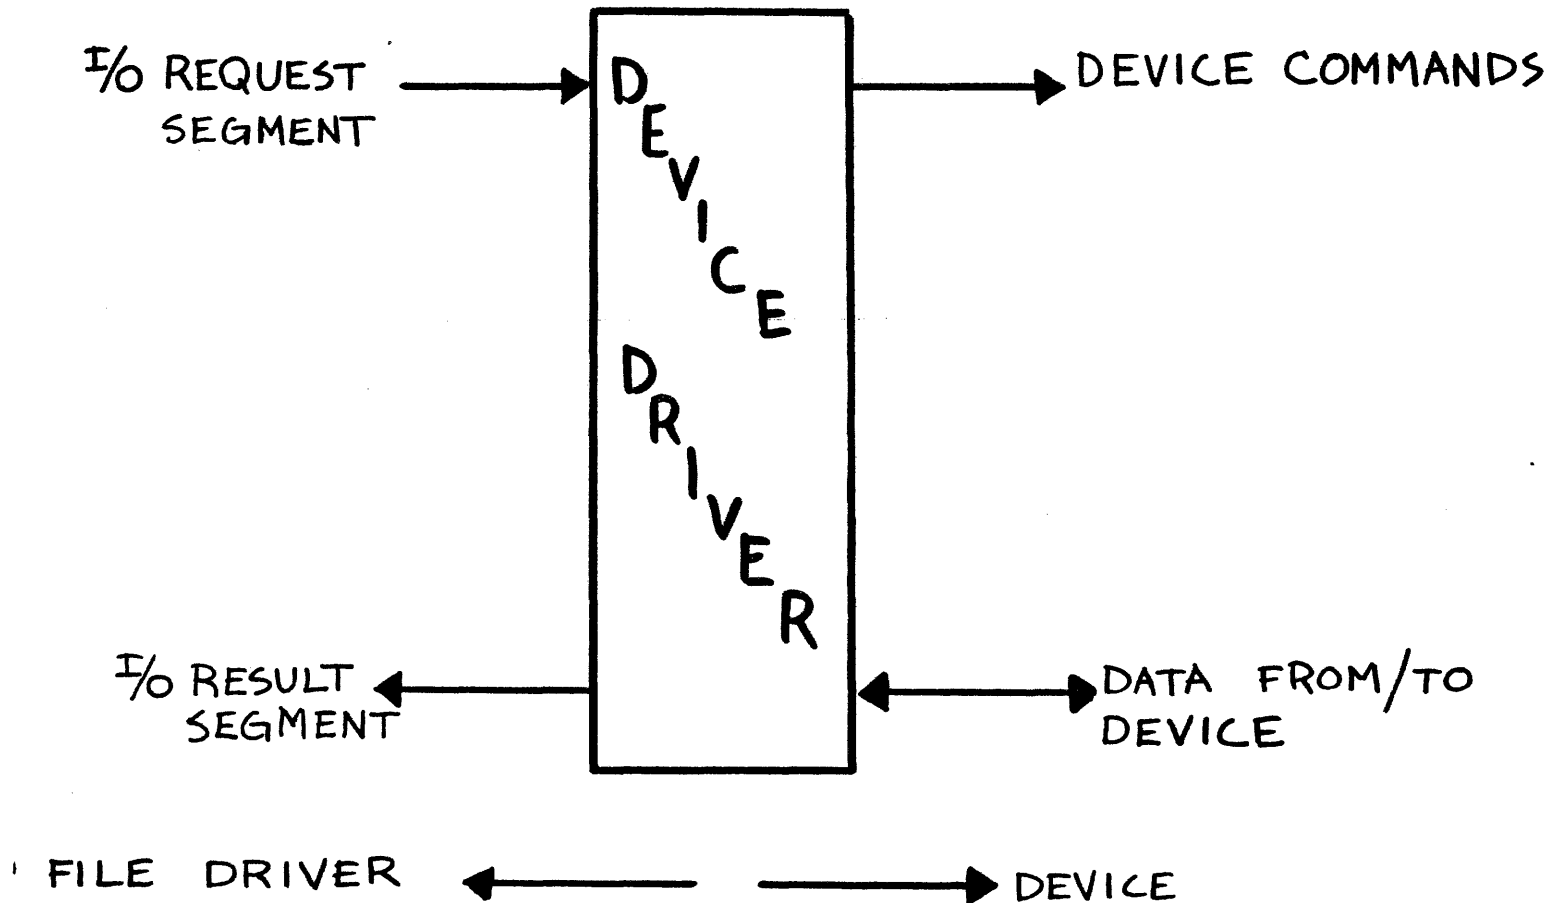 I/O REQUEST
SEGMENT
DEVICE
DRIVER
DEVICE COMMANDS
I/O RESULT
SEGMENT
DATA FROM/TO
DEVICE
FILE DRIVER
DEVICE